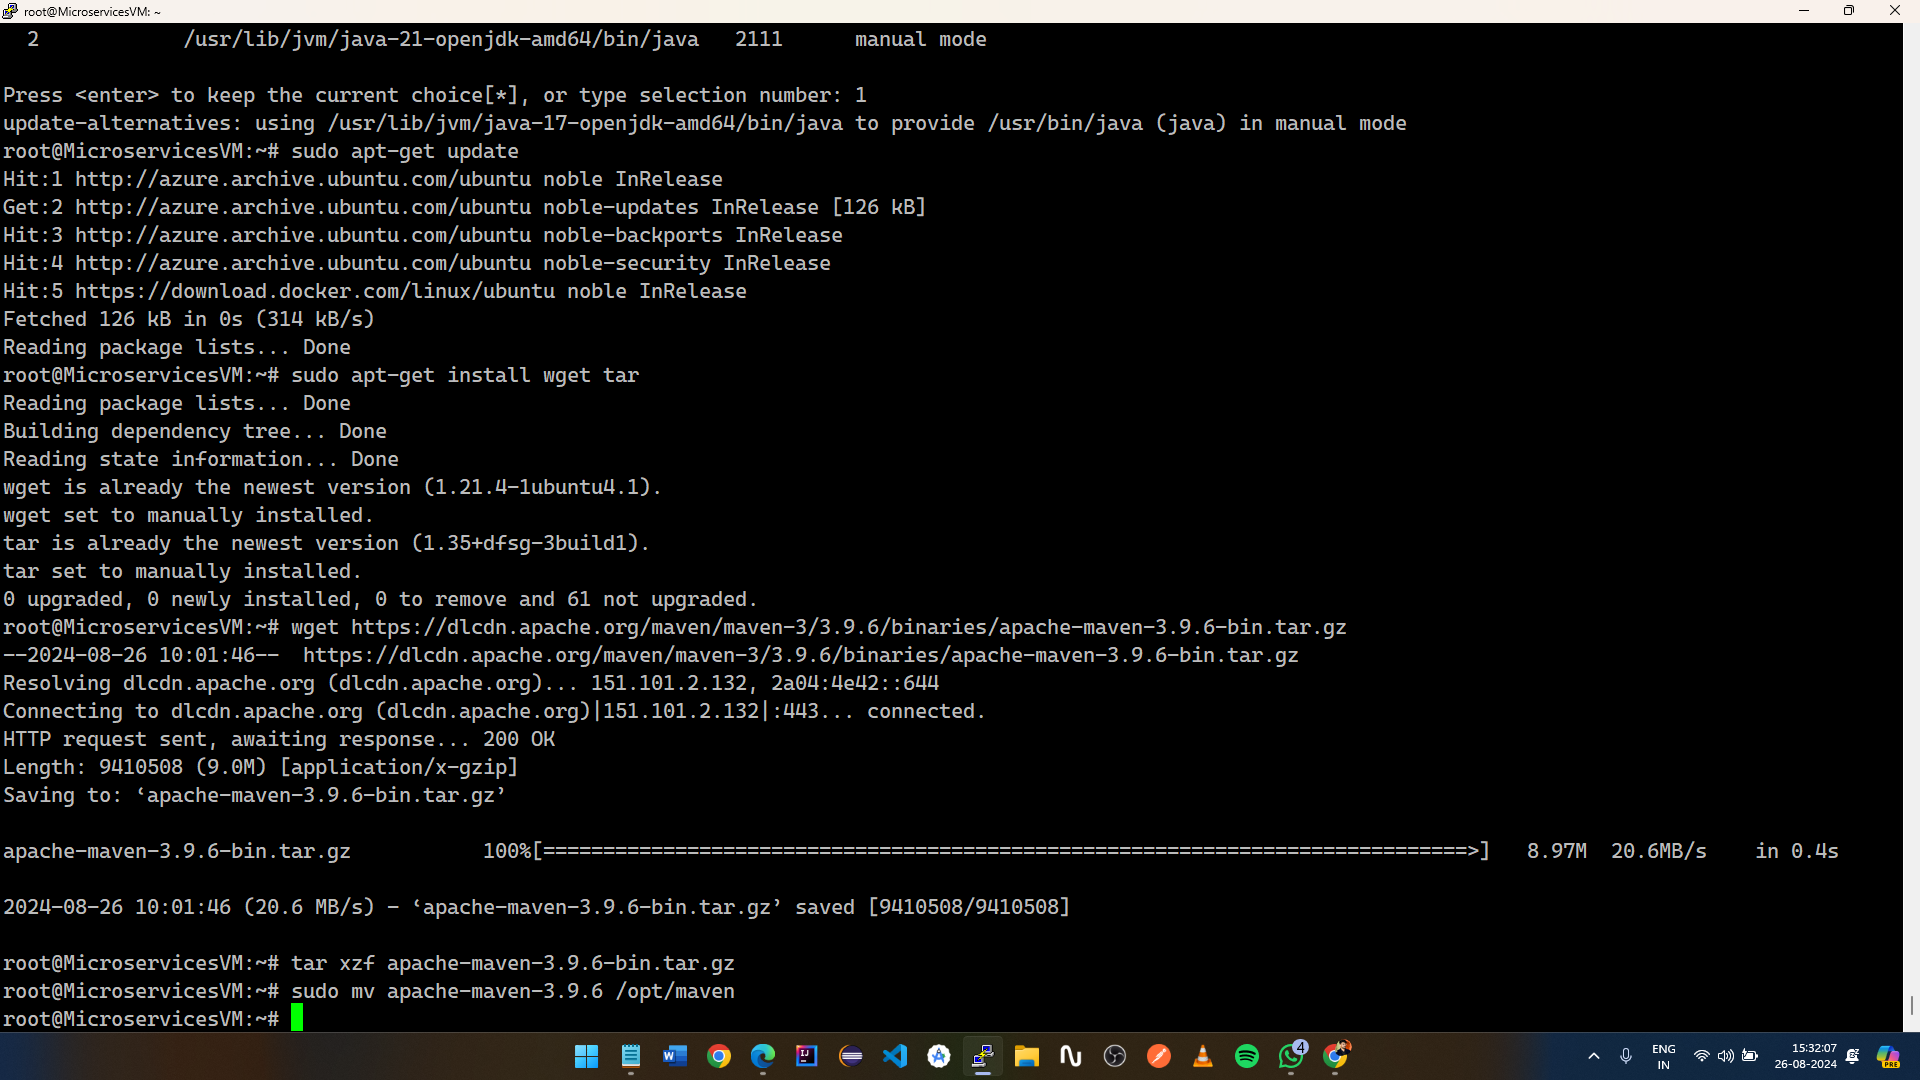 root@MicroservicesVM: ~
2            /usr/lib/jvm/java-21-openjdk-amd64/bin/java   2111      manual mode
Press <enter> to keep the current choice[*], or type selection number: 1
update-alternatives: using /usr/lib/jvm/java-17-openjdk-amd64/bin/java to provide /usr/bin/java (java) in manual mode
root@MicroservicesVM:~# sudo apt-get update
Hit:1 http://azure.archive.ubuntu.com/ubuntu noble InRelease
Get:2 http://azure.archive.ubuntu.com/ubuntu noble-updates InRelease [126 kB]
Hit:3 http://azure.archive.ubuntu.com/ubuntu noble-backports InRelease
Hit:4 http://azure.archive.ubuntu.com/ubuntu noble-security InRelease
Hit:5 https://download.docker.com/linux/ubuntu noble InRelease
Fetched 126 kB in 0s (314 kB/s)
Reading package lists... Done
root@MicroservicesVM:~# sudo apt-get install wget tar
Reading package lists... Done
Building dependency tree... Done
Reading state information... Done
wget is already the newest version (1.21.4-1ubuntu4.1).
wget set to manually installed.
tar is already the newest version (1.35+dfsg-3build1).
tar set to manually installed.
0 upgraded, 0 newly installed, 0 to remove and 61 not upgraded.
root@MicroservicesVM:~# wget https://dlcdn.apache.org/maven/maven-3/3.9.6/binaries/apache-maven-3.9.6-bin.tar.gz
--2024-08-26 10:01:46--  https://dlcdn.apache.org/maven/maven-3/3.9.6/binaries/apache-maven-3.9.6-bin.tar.gz
Resolving dlcdn.apache.org (dlcdn.apache.org)... 151.101.2.132, 2a04:4e42::644
Connecting to dlcdn.apache.org (dlcdn.apache.org)|151.101.2.132|:443... connected.
HTTP request sent, awaiting response... 200 OK
Length: 9410508 (9.0M) [application/x-gzip]
Saving to: ‘apache-maven-3.9.6-bin.tar.gz’
apache-maven-3.9.6-bin.tar.gz           100%[=============================================================================>]   8.97M  20.6MB/s    in 0.4s
2024-08-26 10:01:46 (20.6 MB/s) - ‘apache-maven-3.9.6-bin.tar.gz’ saved [9410508/9410508]
root@MicroservicesVM:~# tar xzf apache-maven-3.9.6-bin.tar.gz
root@MicroservicesVM:~# sudo mv apache-maven-3.9.6 /opt/maven
root@MicroservicesVM:~#
4
ENG
IN
15:32:07
26-08-2024
PRE